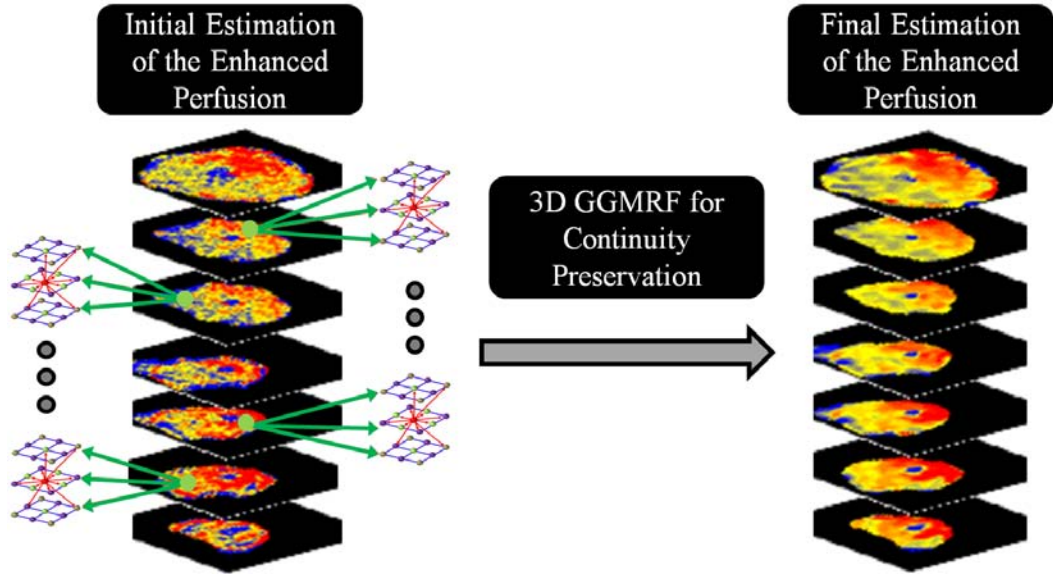 Initial Estimation
of the Enhanced
Perfusion
Final Estimation
of the Enhanced
Perfusion
3D GGMRF for
Continuity
Preservation